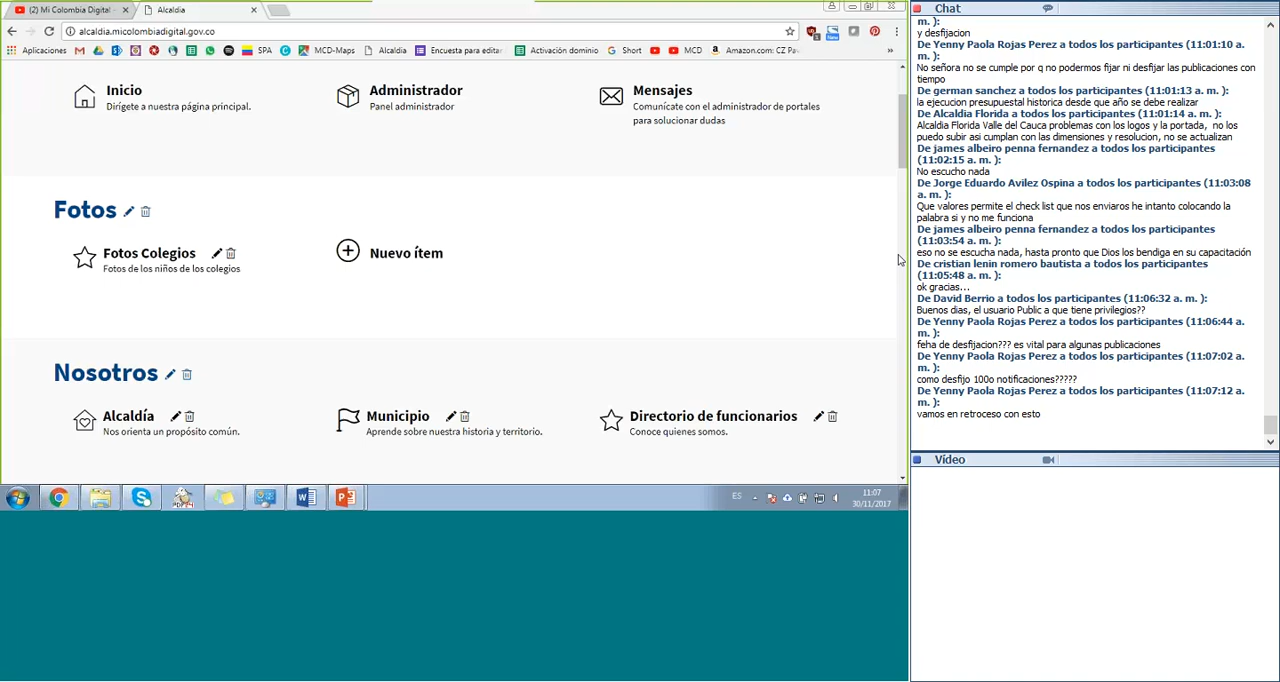 (2) Mi Colombia Digital -
Alcaldia
alcaldia.micolombiadigital.gov.co
Aplicaciones SPA MCD-Maps Alcaldia Encuesta para editar Activación dominio Short MCD Amazon.com: CZ Pav »
Inicio
Dirígete a nuestra página principal.
Administrador
Panel administrador
Mensajes
Comunícate con el administrador de portales
para solucionar dudas
Fotos
Fotos Colegios
Fotos de los niños de los colegios
Nuevo ítem
Nosotros
Alcaldía
Nos orienta un propósito común.
Municipio
Aprende sobre nuestra historia y territorio.
Directorio de funcionarios
Conoce quienes somos.
ES
11:07
30/11/2017
Chat
m. ):
y desfijacion
De Yenny Paola Rojas Perez a todos los participantes (11:01:10 a.
m. ):
No señora no se cumple por q no podermos fijar ni desfijar las publicaciones con
tiempo
De german sanchez a todos los participantes (11:01:13 a. m. ):
la ejecucion presupuestal historica desde que año se debe realizar
De Alcaldia Florida a todos los participantes (11:01:14 a. m. ):
Alcaldia Florida Valle del Cauca problemas con los logos y la portada, no los
puedo subir asi cumplan con las dimensiones y resolucion, no se actualizan
De james albeiro penna fernandez a todos los participantes
(11:02:15 a. m. ):
No escucho nada
De Jorge Eduardo Avilez Ospina a todos los participantes (11:03:08
a. m. ):
Que valores permite el check list que nos enviaros he intanto colocando la
palabra si y no me funciona
De james albeiro penna fernandez a todos los participantes
(11:03:54 a. m. ):
eso no se escucha nada, hasta pronto que Dios los bendiga en su capacitación
De cristian lenin romero bautista a todos los participantes
(11:05:48 a. m. ):
ok gracias...
De David Berrio a todos los participantes (11:06:32 a. m. ):
Buenos dias, el usuario Public a que tiene privilegios??
De Yenny Paola Rojas Perez a todos los participantes (11:06:44 a.
m. ):
feha de desfijacion??? es vital para algunas publicaciones
De Yenny Paola Rojas Perez a todos los participantes (11:07:02 a.
m. ):
como desfijo 100o notificaciones?????
De Yenny Paola Rojas Perez a todos los participantes (11:07:12 a.
m. ):
vamos en retroceso con esto
Vídeo